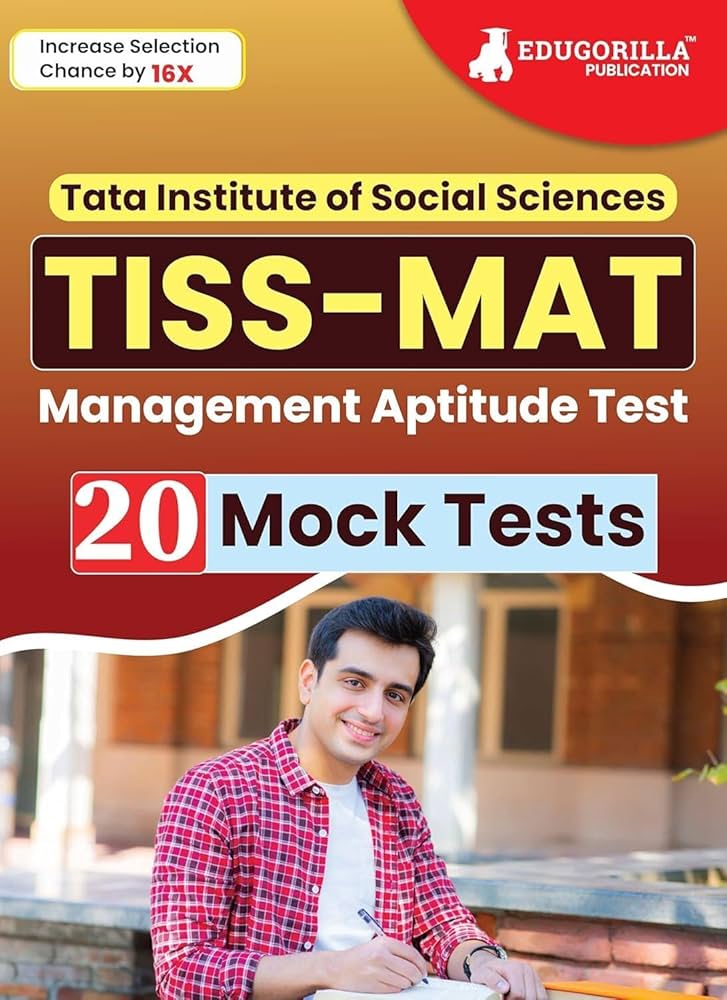 Increase Selection
Chance by 16X
EDUGORILLA™
PUBLICATION
Tata Institute of Social Sciences
TISS-MAT
Management Aptitude Test
20 Mock Tests